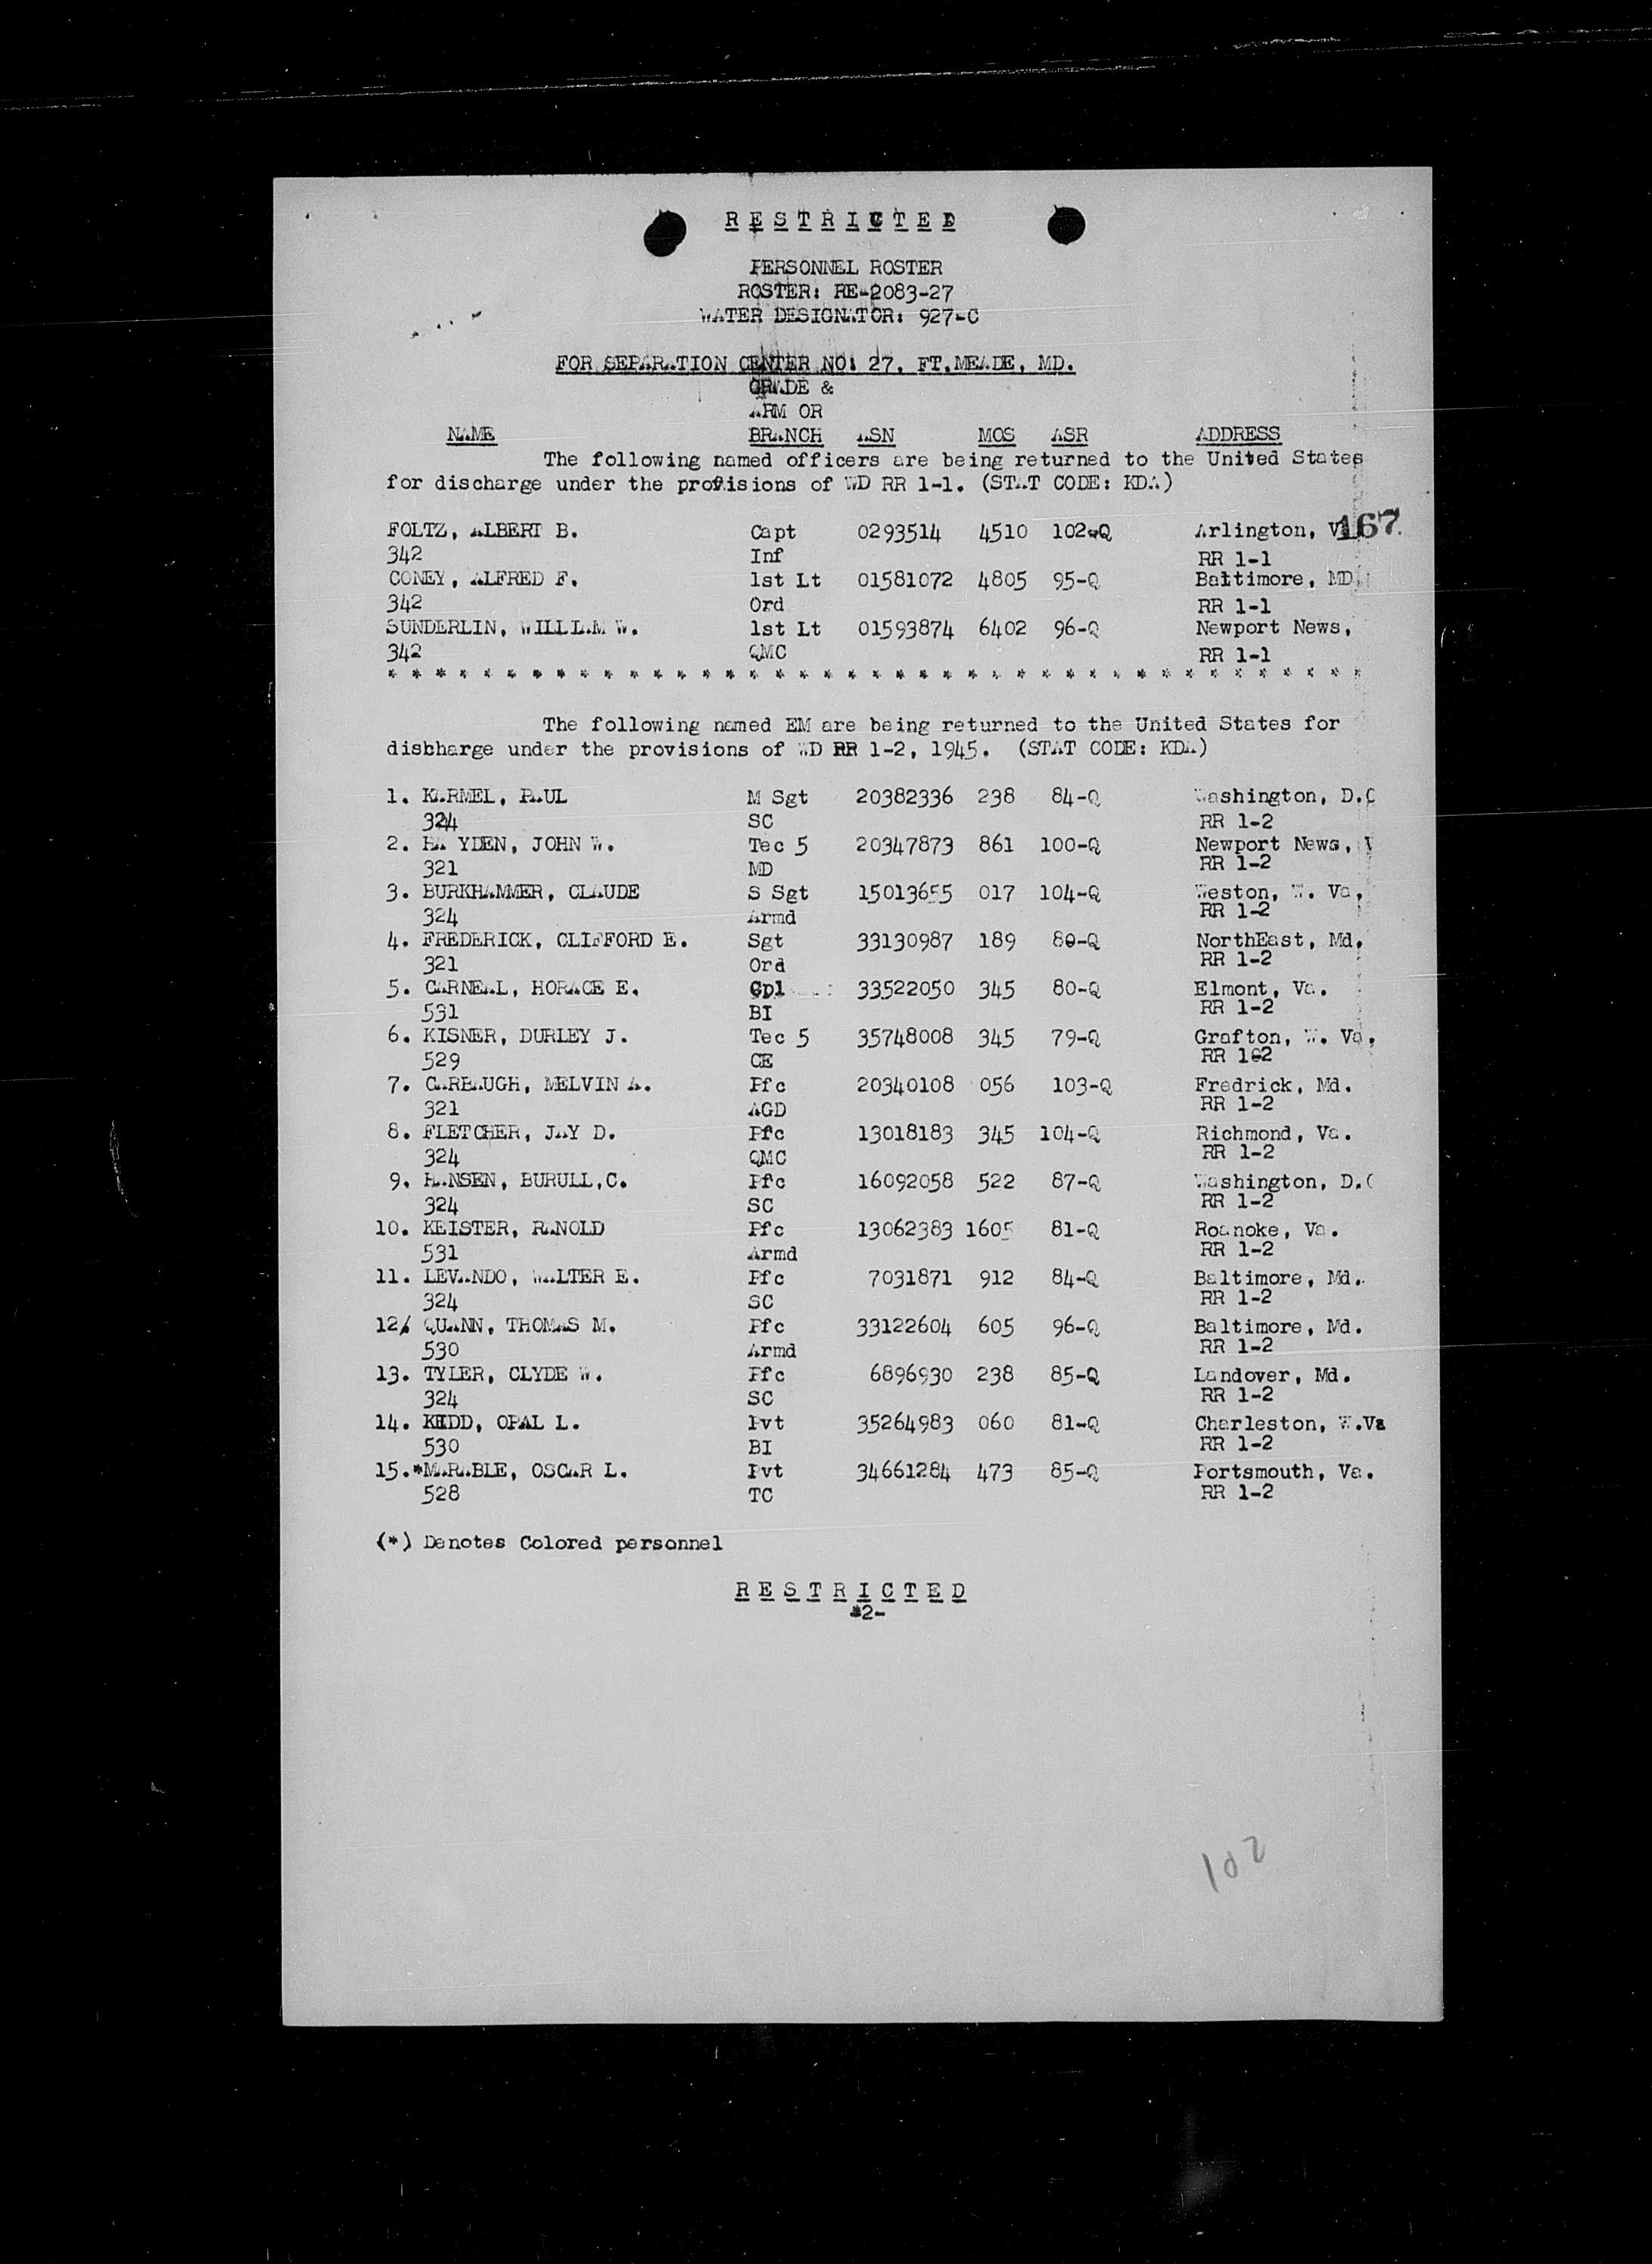 RESTRICTED
PERSONNEL ROSTER
ROSTER: RE-2083-27
WATER DESIGNATOR: 927-C
FOR SEPARATION CENTER NO: 27, FT. MEADE, MD.
GRADE &
ARM OR
NAME BRANCH ASN MOS ASR ADDRESS
The following named officers are being returned to the United States
for discharge under the provisions of WD RR 1-1. (STAT CODE: KDA)
167
FOLTZ, ALBERT B. Capt 0293514 4510 102-Q Arlington,
342 Inf RR 1-1
CONEY, ALFRED F. 1st Lt 01581072 4805 95-Q Baltimore, MD
342 Ord RR 1-1
SUNDERLIN, WILLIAM W. 1st Lt 01593874 6402 96-Q Newport News,
342 QMC RR 1-1
* * * * * * * * * * * * * * * * * * * * * * * * * * * * * * * * * * * * * * * * *
The following named EM are being returned to the United States for
disbharge under the provisions of WD RR 1-2, 1945. (STAT CODE: KDA)
1. KARMEL, PAUL M Sgt 20382336 238 84-Q Washington, D.C
324 SC RR 1-2
2. HA YDEN, JOHN W. Tec 5 20347873 861 100-Q Newport News, V
321 MD RR 1-2
3. BURKHAMMER, CLAUDE S Sgt 15013655 017 104-Q Weston, W. Va.
324 Armd RR 1-2
4. FREDERICK, CLIFFORD E. Sgt 33130987 189 80-Q NorthEast, Md.
321 Ord RR 1-2
5. CARNEAL, HORACE E. Cpl 33522050 345 80-Q Elmont, Va.
531 BI RR 1-2
6. KISNER, DURLEY J. Tec 5 35748008 345 79-Q Grafton, W. Va.
529 CE RR 1-2
7. CARBAUGH, MELVIN A. Pfc 20340108 056 103-Q Fredrick, Md.
321 AGD RR 1-2
8. FLETCHER, JAY D. Pfc 13018183 345 104-Q Richmond, Va.
324 QMC RR 1-2
9. HANSEN, BURULL,C. Pfc 16092058 522 87-Q Washington, D.C
324 SC RR 1-2
10. KEISTER, RANOLD Pfc 13062383 1605 81-Q Roanoke, Va.
531 Armd RR 1-2
11. LEVANDO, WALTER E. Pfc 7031871 912 84-Q Baltimore, Md.
324 SC RR 1-2
12/ QUANN, THOMAS M. Pfc 33122604 605 96-Q Baltimore, Md.
530 Armd RR 1-2
13. TYLER, CLYDE W. Pfc 6896930 238 85-Q Landover, Md.
324 SC RR 1-2
14. KIDD, OPAL L. Pvt 35264983 060 81-Q Charleston, W.Va
530 BI RR 1-2
15.*MARABLE, OSCAR L. Pvt 34661284 473 85-Q Portsmouth, Va.
528 TC RR 1-2
(*) Denotes Colored personnel
RESTRICTED
*2-
102